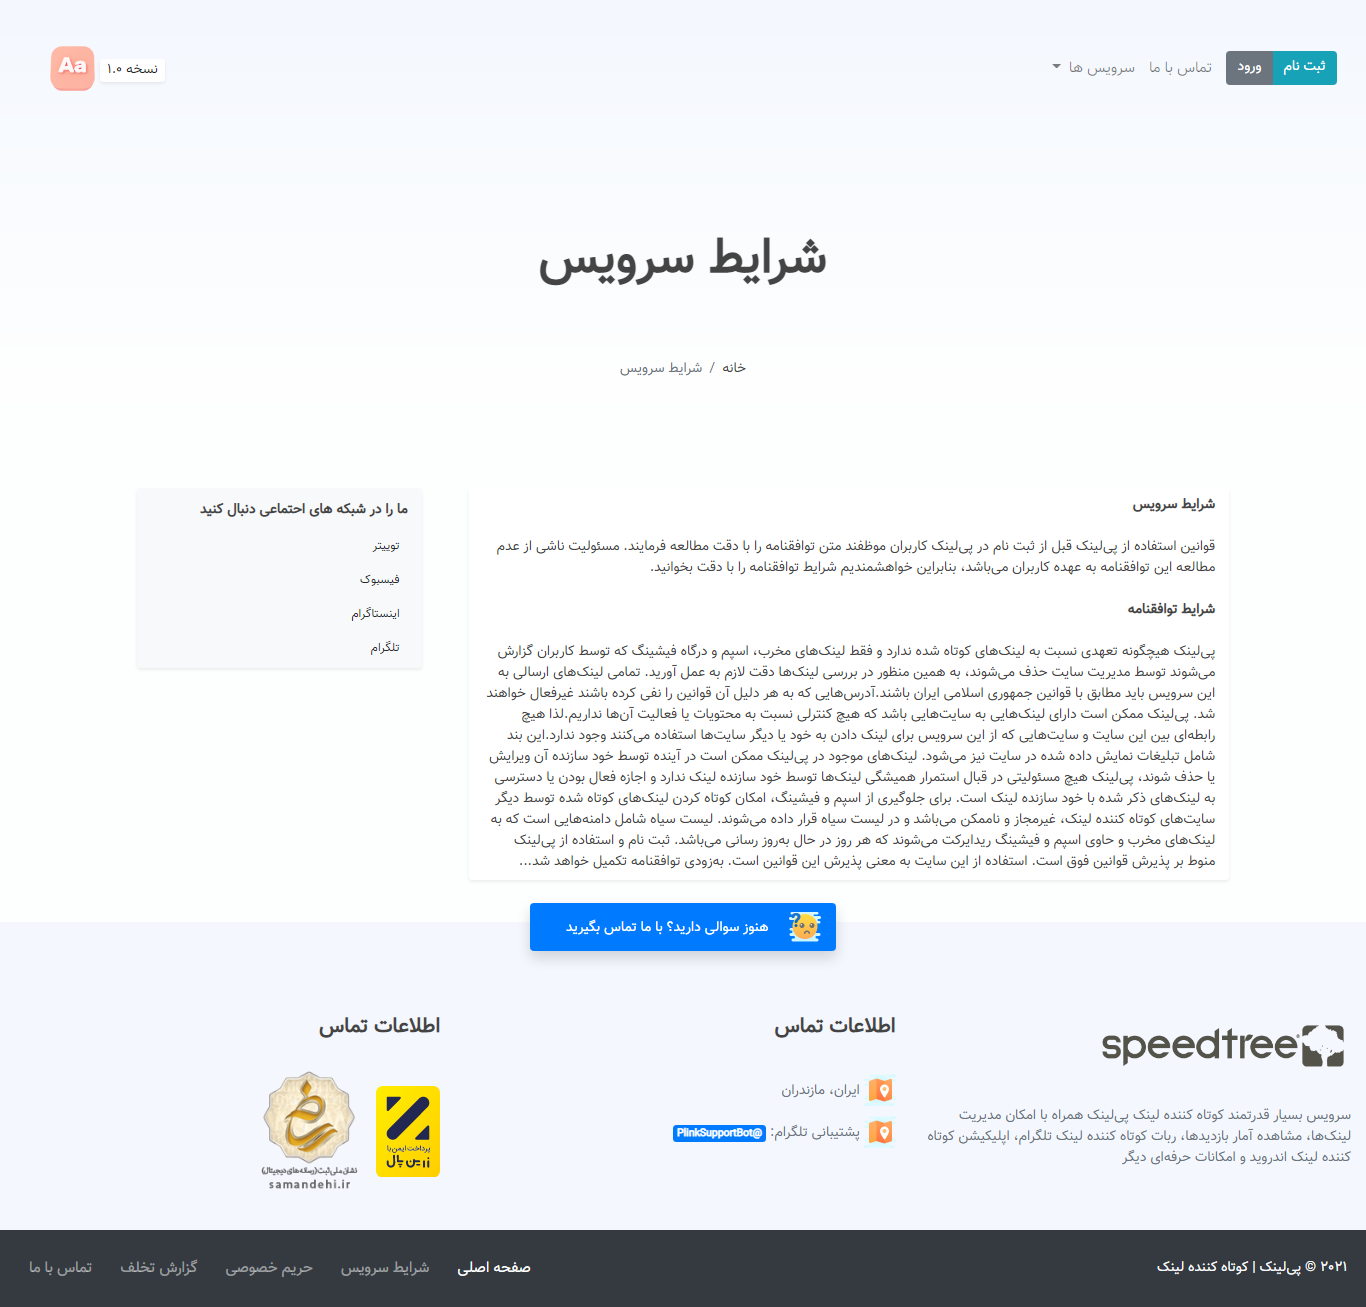 ثبت نام
ورود
تماس با ما
سرویس ها
نسخه ۱.۰
Aa
شرایط سرویس
خانه / شرایط سرویس
شرایط سرویس
قوانین استفاده از پی‌لینک قبل از ثبت نام در پی‌لینک کاربران موظفند متن توافقنامه را با دقت مطالعه فرمایند. مسئولیت ناشی از عدم
مطالعه این توافقنامه به عهده کاربران می‌باشد، بنابراین خواهشمندیم شرایط توافقنامه را با دقت بخوانید.
شرایط توافقنامه
پی‌لینک هیچگونه تعهدی نسبت به لینک‌های کوتاه شده ندارد و فقط لینک‌های مخرب، اسپم و درگاه فیشینگ که توسط کاربران گزارش
می‌شوند توسط مدیریت سایت حذف می‌شوند، به همین منظور در بررسی لینک‌ها دقت لازم به عمل آورید. تمامی لینک‌های ارسالی به
این سرویس باید مطابق با قوانین جمهوری اسلامی ایران باشند.آدرس‌هایی که به هر دلیل آن قوانین را نفی کرده باشند غیرفعال خواهند
شد. پی‌لینک ممکن است دارای لینک‌هایی به سایت‌هایی باشد که هیچ کنترلی نسبت به محتویات یا فعالیت آن‌ها نداریم.لذا هیچ
رابطه‌ای بین این سایت و سایت‌هایی که از این سرویس برای لینک دادن به خود یا دیگر سایت‌ها استفاده می‌کنند وجود ندارد.این بند
شامل تبلیغات نمایش داده شده در سایت نیز می‌شود. لینک‌های موجود در پی‌لینک ممکن است در آینده توسط خود سازنده آن ویرایش
یا حذف شوند، پی‌لینک هیچ مسئولیتی در قبال استمرار همیشگی لینک‌ها توسط خود سازنده لینک ندارد و اجازه فعال بودن یا دسترسی
به لینک‌های ذکر شده با خود سازنده لینک است. برای جلوگیری از اسپم و فیشینگ، امکان کوتاه کردن لینک‌های کوتاه شده توسط دیگر
سایت‌های کوتاه کننده لینک، غیرمجاز و ناممکن می‌باشد و در لیست سیاه قرار داده می‌شوند. لیست سیاه شامل دامنه‌هایی است که به
لینک‌های مخرب و حاوی اسپم و فیشینگ ریدایرکت می‌شوند که هر روز در حال به‌روز رسانی می‌باشد. ثبت نام و استفاده از پی‌لینک
منوط بر پذیرش قوانین فوق است. استفاده از این سایت به معنی پذیرش این قوانین است. به‌زودی توافقنامه تکمیل خواهد شد...
ما را در شبکه های احتماعی دنبال کنید
توییتر
فیسبوک
اینستاگرام
تلگرام
هنوز سوالی دارید؟ با ما تماس بگیرید
speedtree
سرویس بسیار قدرتمند کوتاه کننده لینک پی‌لینک همراه با امکان مدیریت
لینک‌ها، مشاهده آمار بازدیدها، ربات کوتاه کننده لینک تلگرام، اپلیکیشن کوتاه
کننده لینک اندروید و امکانات حرفه‌ای دیگر
اطلاعات تماس
ایران، مازندران
پشتیبانی تلگرام: @PlinkSupportBot
اطلاعات تماس
پرداخت ایمن با
زرین پال
نشان ملی ثبت (رسانه‌های دیجیتال)
samandehi.ir
۲۰۲۱ © پی‌لینک | کوتاه کننده لینک
صفحه اصلی
شرایط سرویس
حریم خصوصی
گزارش تخلف
تماس با ما